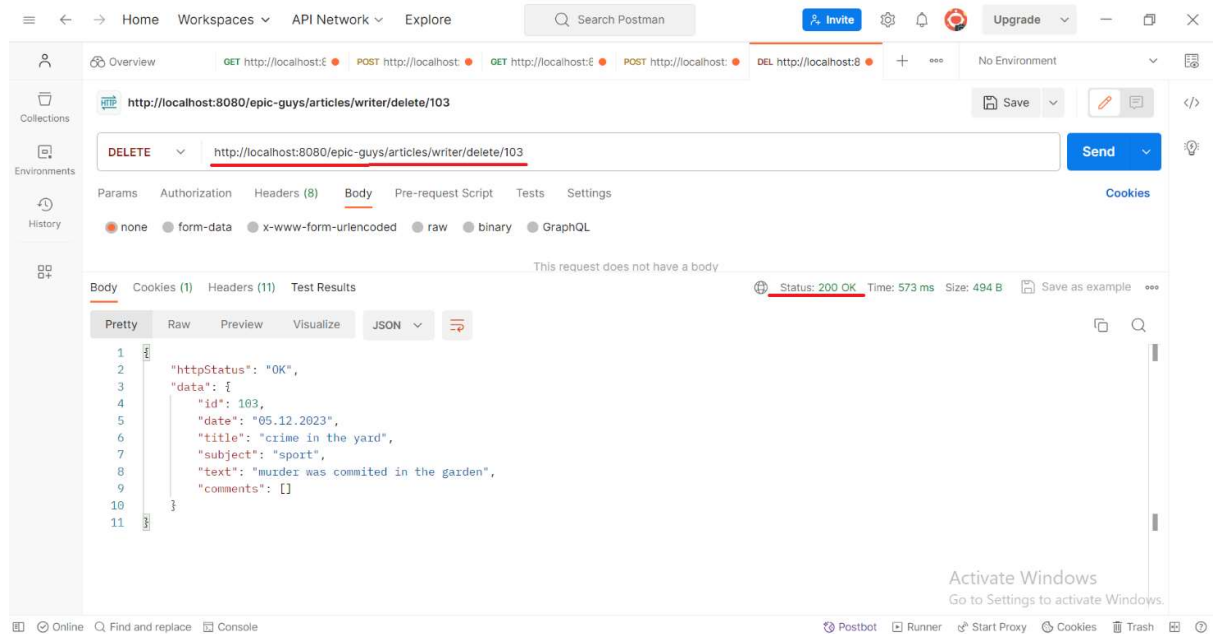 Home Workspaces API Network Explore Search Postman Invite Upgrade
Overview GET http://localhost:8 POST http://localhost: GET http://localhost:8 POST http://localhost: DEL http://localhost:8 No Environment
HTTP http://localhost:8080/epic-guys/articles/writer/delete/103 Save
Collections
DELETE http://localhost:8080/epic-guys/articles/writer/delete/103 Send
Environments
Params Authorization Headers (8) Body Pre-request Script Tests Settings Cookies
History
none form-data x-www-form-urlencoded raw binary GraphQL
This request does not have a body
Body Cookies (1) Headers (11) Test Results Status: 200 OK Time: 573 ms Size: 494 B Save as example
Pretty Raw Preview Visualize JSON
1 {
2 "httpStatus": "OK",
3 "data": {
4 "id": 103,
5 "date": "05.12.2023",
6 "title": "crime in the yard",
7 "subject": "sport",
8 "text": "murder was commited in the garden",
9 "comments": []
10 }
11 }
Activate Windows
Go to Settings to activate Windows.
Online Find and replace Console Postbot Runner Start Proxy Cookies Trash